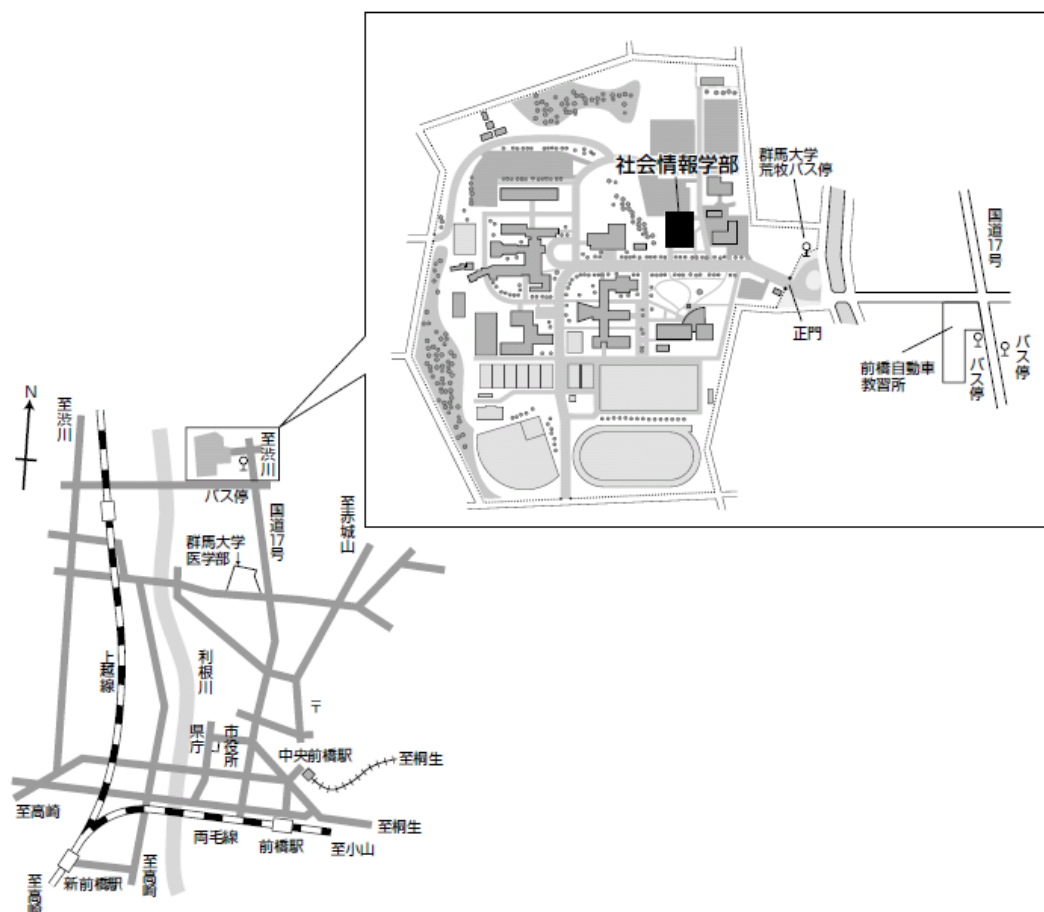 社会情報学部
群馬大学
荒牧バス停
国道17号
正門
前橋自動車
教習所
バス停
バス停
N
至渋川
至渋川
バス停
国道17号
至赤城山
群馬大学
医学部
上越線
利根川
〒
県庁
市役所
中央前橋駅
至桐生
至高崎
両毛線
前橋駅
至桐生
至小山
新前橋駅
至高崎
至高崎